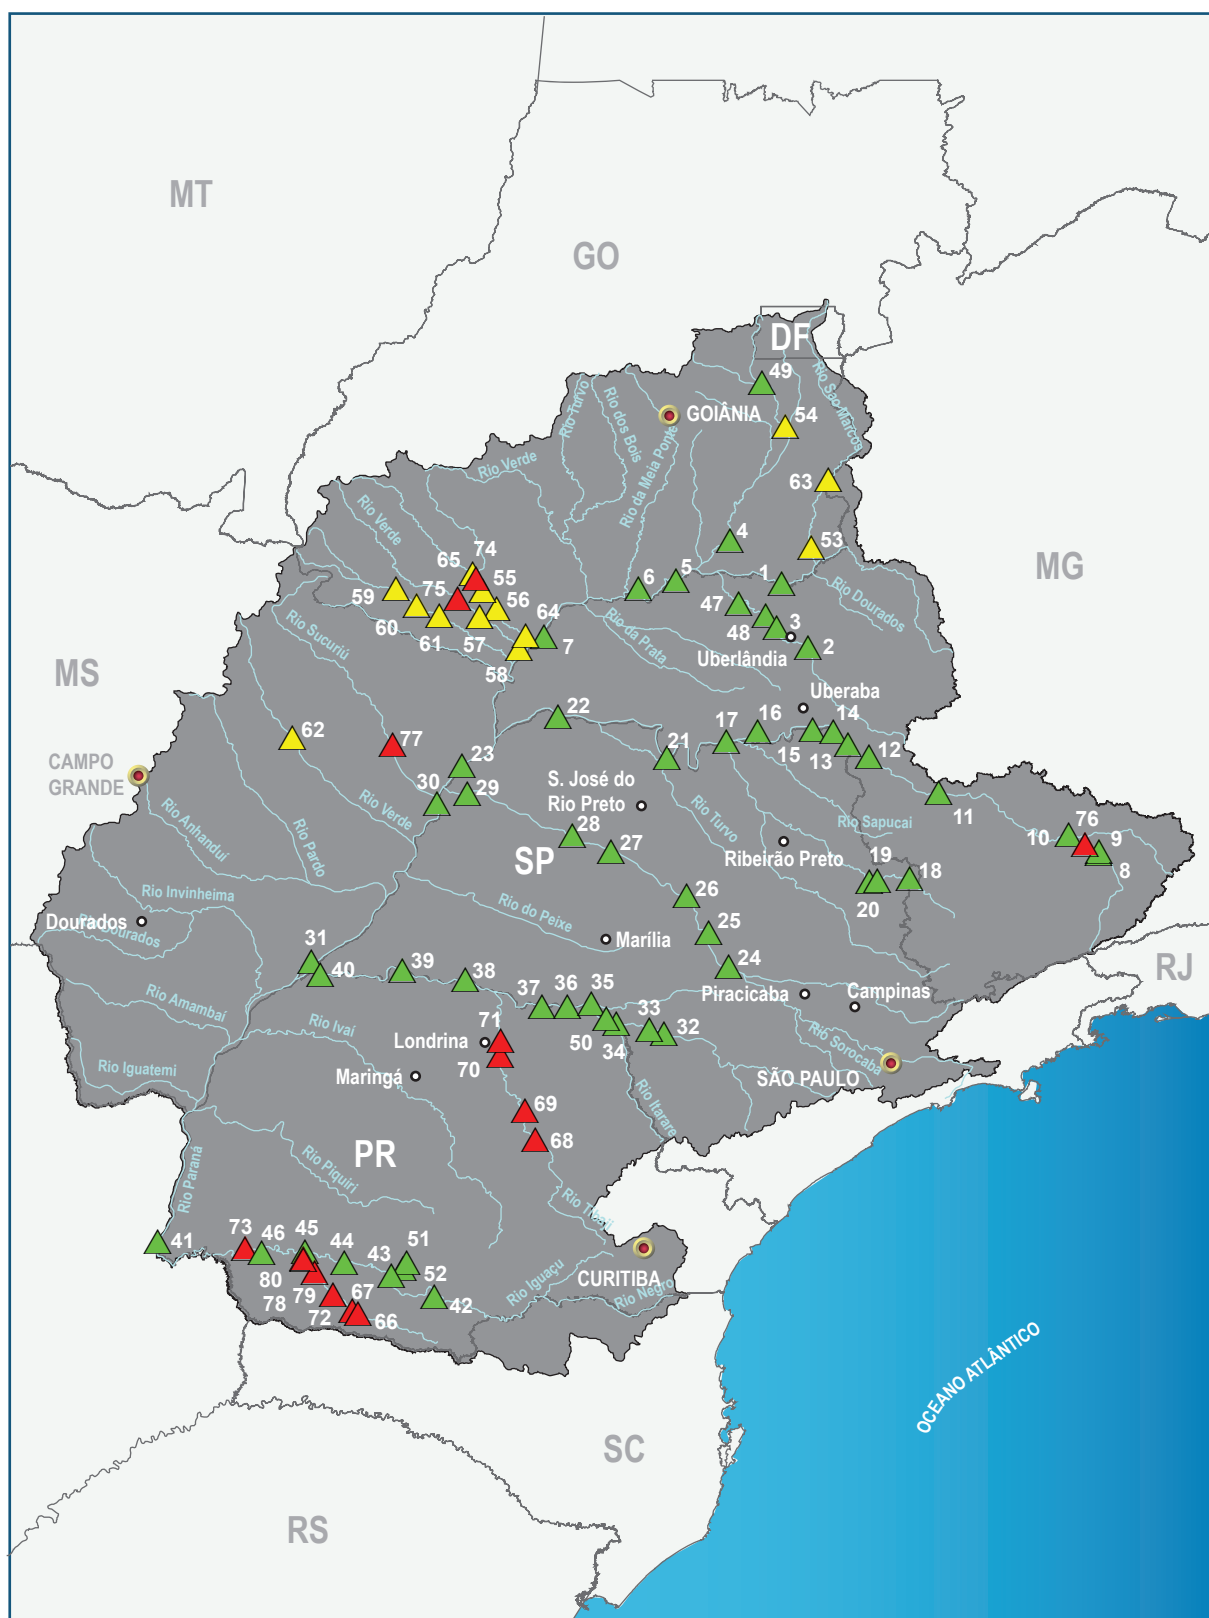 MT
GO
DF
49
GOIÂNIA
54
Rio São Marcos
Rio Turvo
Rio dos Bois
Rio da Meia Ponte
Rio Verde
63
Rio Verde
4
53
MG
65
74
55
75
59
56
60
61
57
64
7
58
6
5
1
47
48
3
2
Rio Dourados
Rio da Prata
Uberlândia
Rio Sucuriú
MS
62
77
22
Uberaba
17
16
15
14
13
12
21
CAMPO
GRANDE
23
30
29
S. José do
Rio Preto
11
Rio Anhanduí
Rio Pardo
Rio Verde
28
27
SP
Rio Turvo
Ribeirão Preto
Rio Sapucai
10
76
9
8
19
18
20
Rio Invinheima
Dourados
Rio Dourados
Rio do Peixe
26
25
Marília
24
RJ
31
40
39
38
37
36
35
50
34
33
32
Piracicaba
Campinas
Rio Amambaí
Rio Ivaí
71
Londrina
70
Rio Sorocaba
SÃO PAULO
Rio Iguatemi
Maringá
69
68
Rio Itarare
PR
Rio Paraná
Rio Piquiri
Rio Tibaji
41
73
46
45
44
43
51
52
80
79
78
72
67
66
42
CURITIBA
Rio Iguaçu
Rio Negro
OCEANO ATLÂNTICO
SC
RS